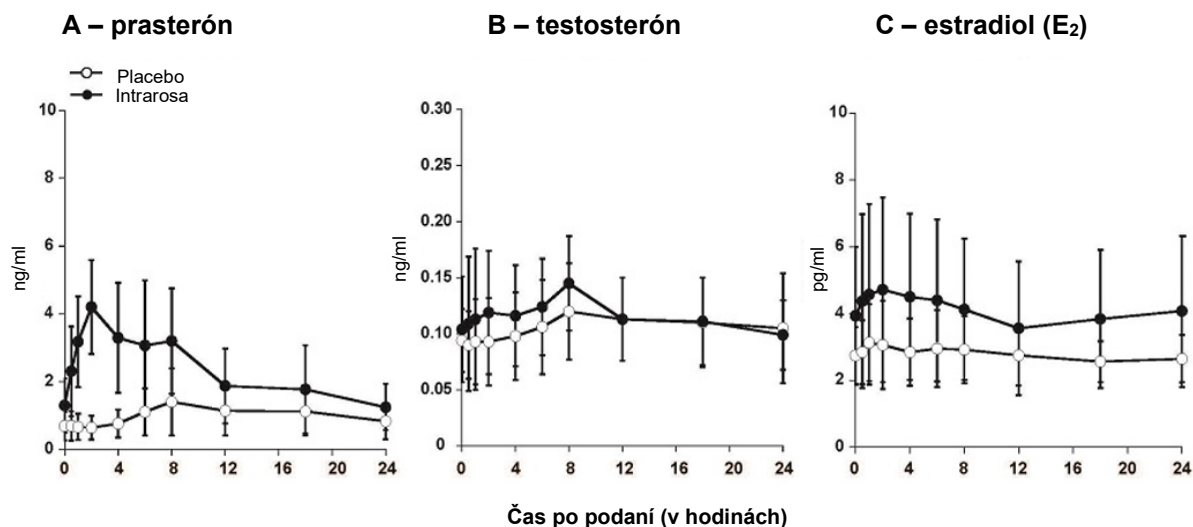 A – prasterón
B – testosterón
C – estradiol (E₂)
Placebo
Intrarosa
10
8
6
4
2
0
ng/ml
0 4 8 12 16 20 24
0.30
0.25
0.20
0.15
0.10
0.05
0
ng/ml
0 4 8 12 16 20 24
10
8
6
4
2
0
pg/ml
0 4 8 12 16 20 24
Čas po podaní (v hodinách)